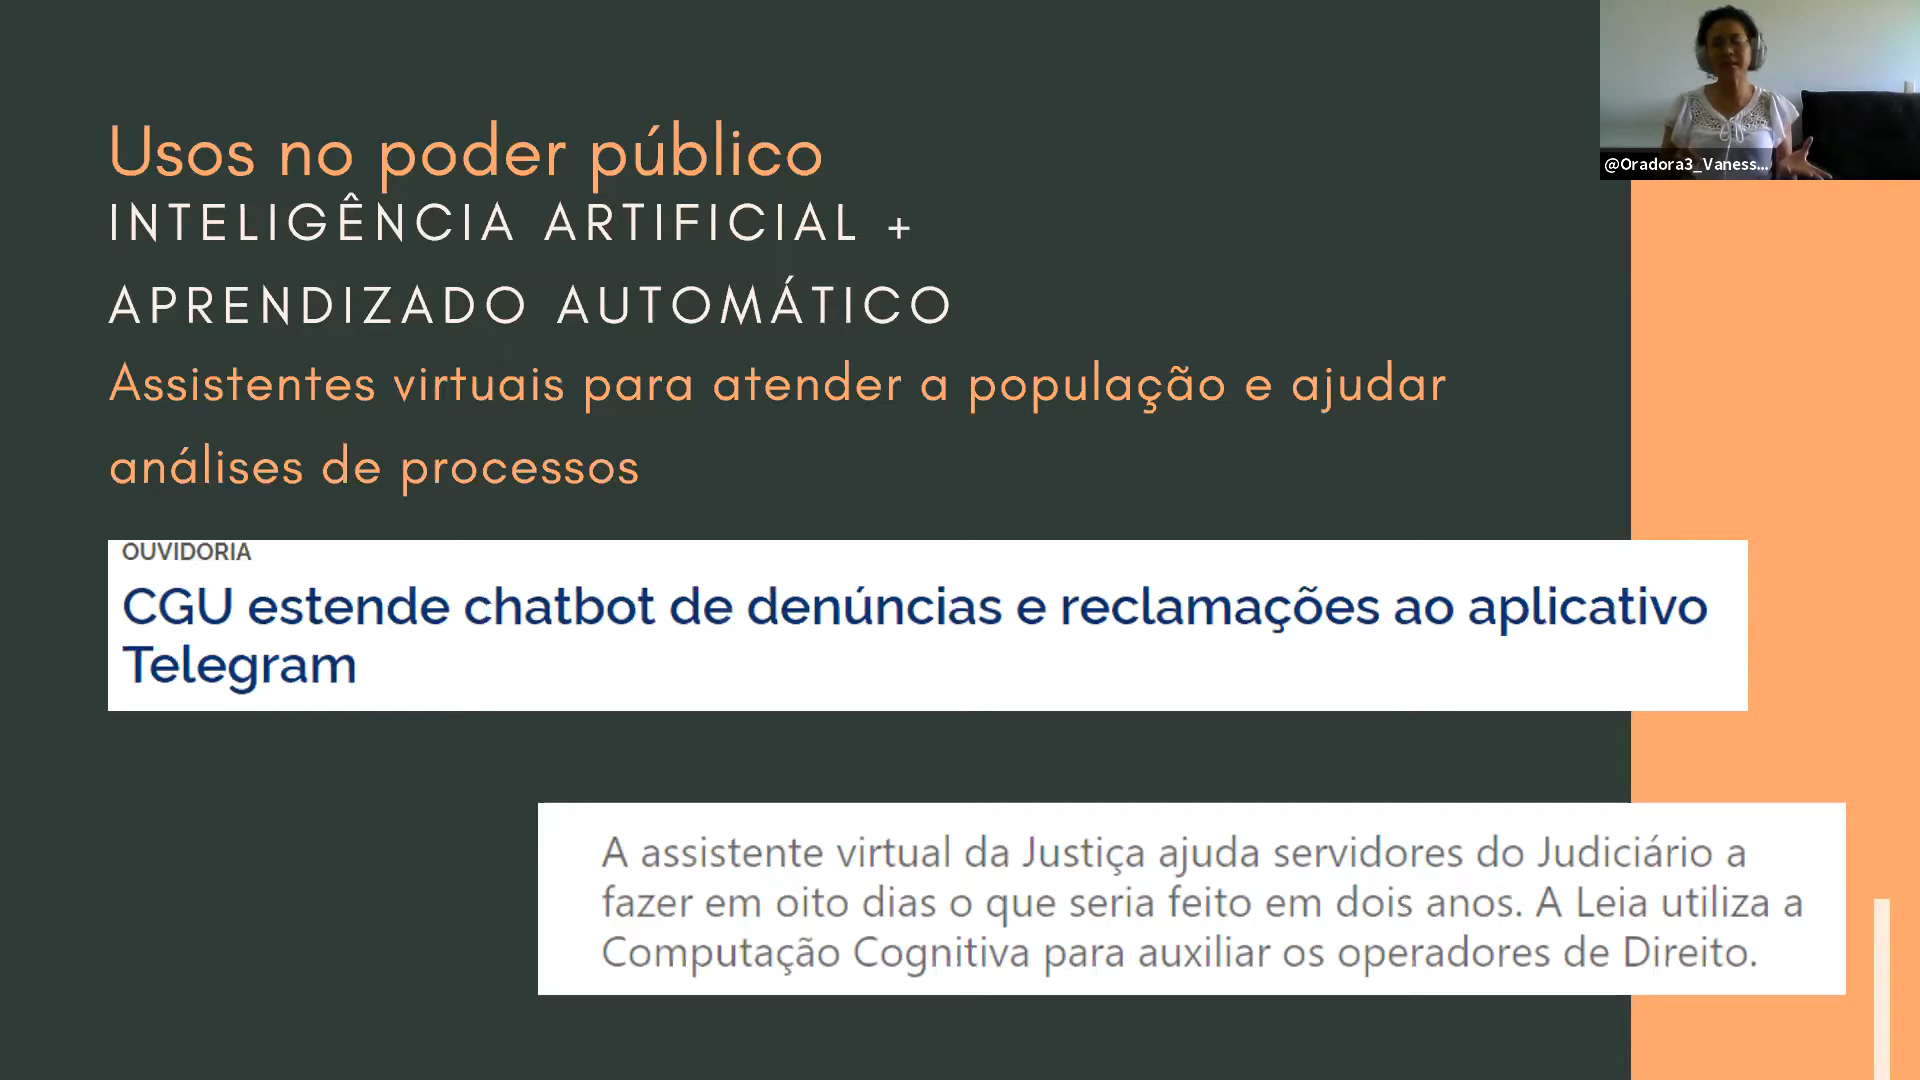 Usos no poder público
INTELIGÊNCIA ARTIFICIAL +
APRENDIZADO AUTOMÁTICO
Assistentes virtuais para atender a população e ajudar
análises de processos
OUVIDORIA
CGU estende chatbot de denúncias e reclamações ao aplicativo
Telegram
A assistente virtual da Justiça ajuda servidores do Judiciário a
fazer em oito dias o que seria feito em dois anos. A Leia utiliza a
Computação Cognitiva para auxiliar os operadores de Direito.
@Oradora3_Vaness...